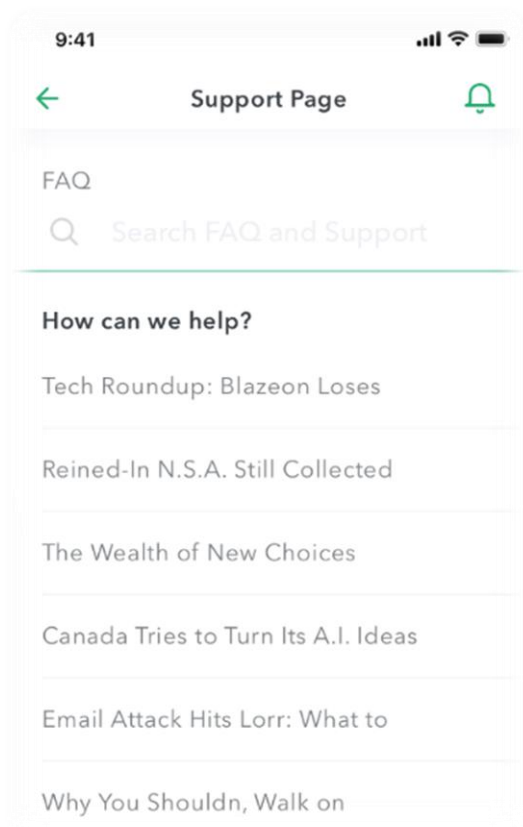 9:41
Support Page
FAQ
Search FAQ and Support
How can we help?
Tech Roundup: Blazeon Loses
Reined-In N.S.A. Still Collected
The Wealth of New Choices
Canada Tries to Turn Its A.I. Ideas
Email Attack Hits Lorr: What to
Why You Shouldn, Walk on